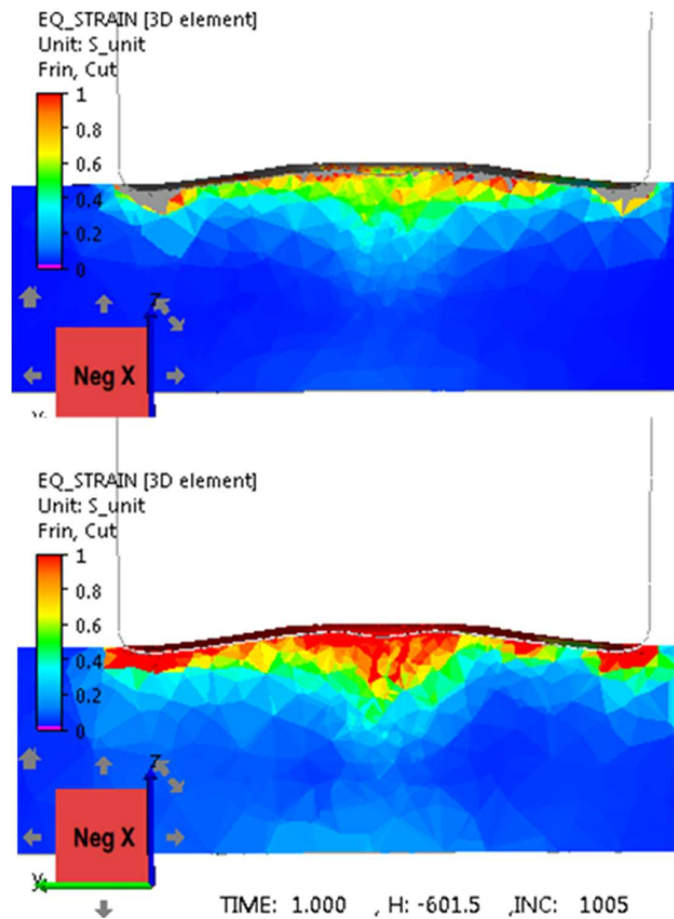 EQ_STRAIN [3D element]
Unit: S_unit
Frin, Cut
1
0.8
0.6
0.4
0.2
0
Z
Neg X
EQ_STRAIN [3D element]
Unit: S_unit
Frin, Cut
1
0.8
0.6
0.4
0.2
0
Z
Neg X
y
TIME: 1.000 , H: -601.5 ,INC: 1005